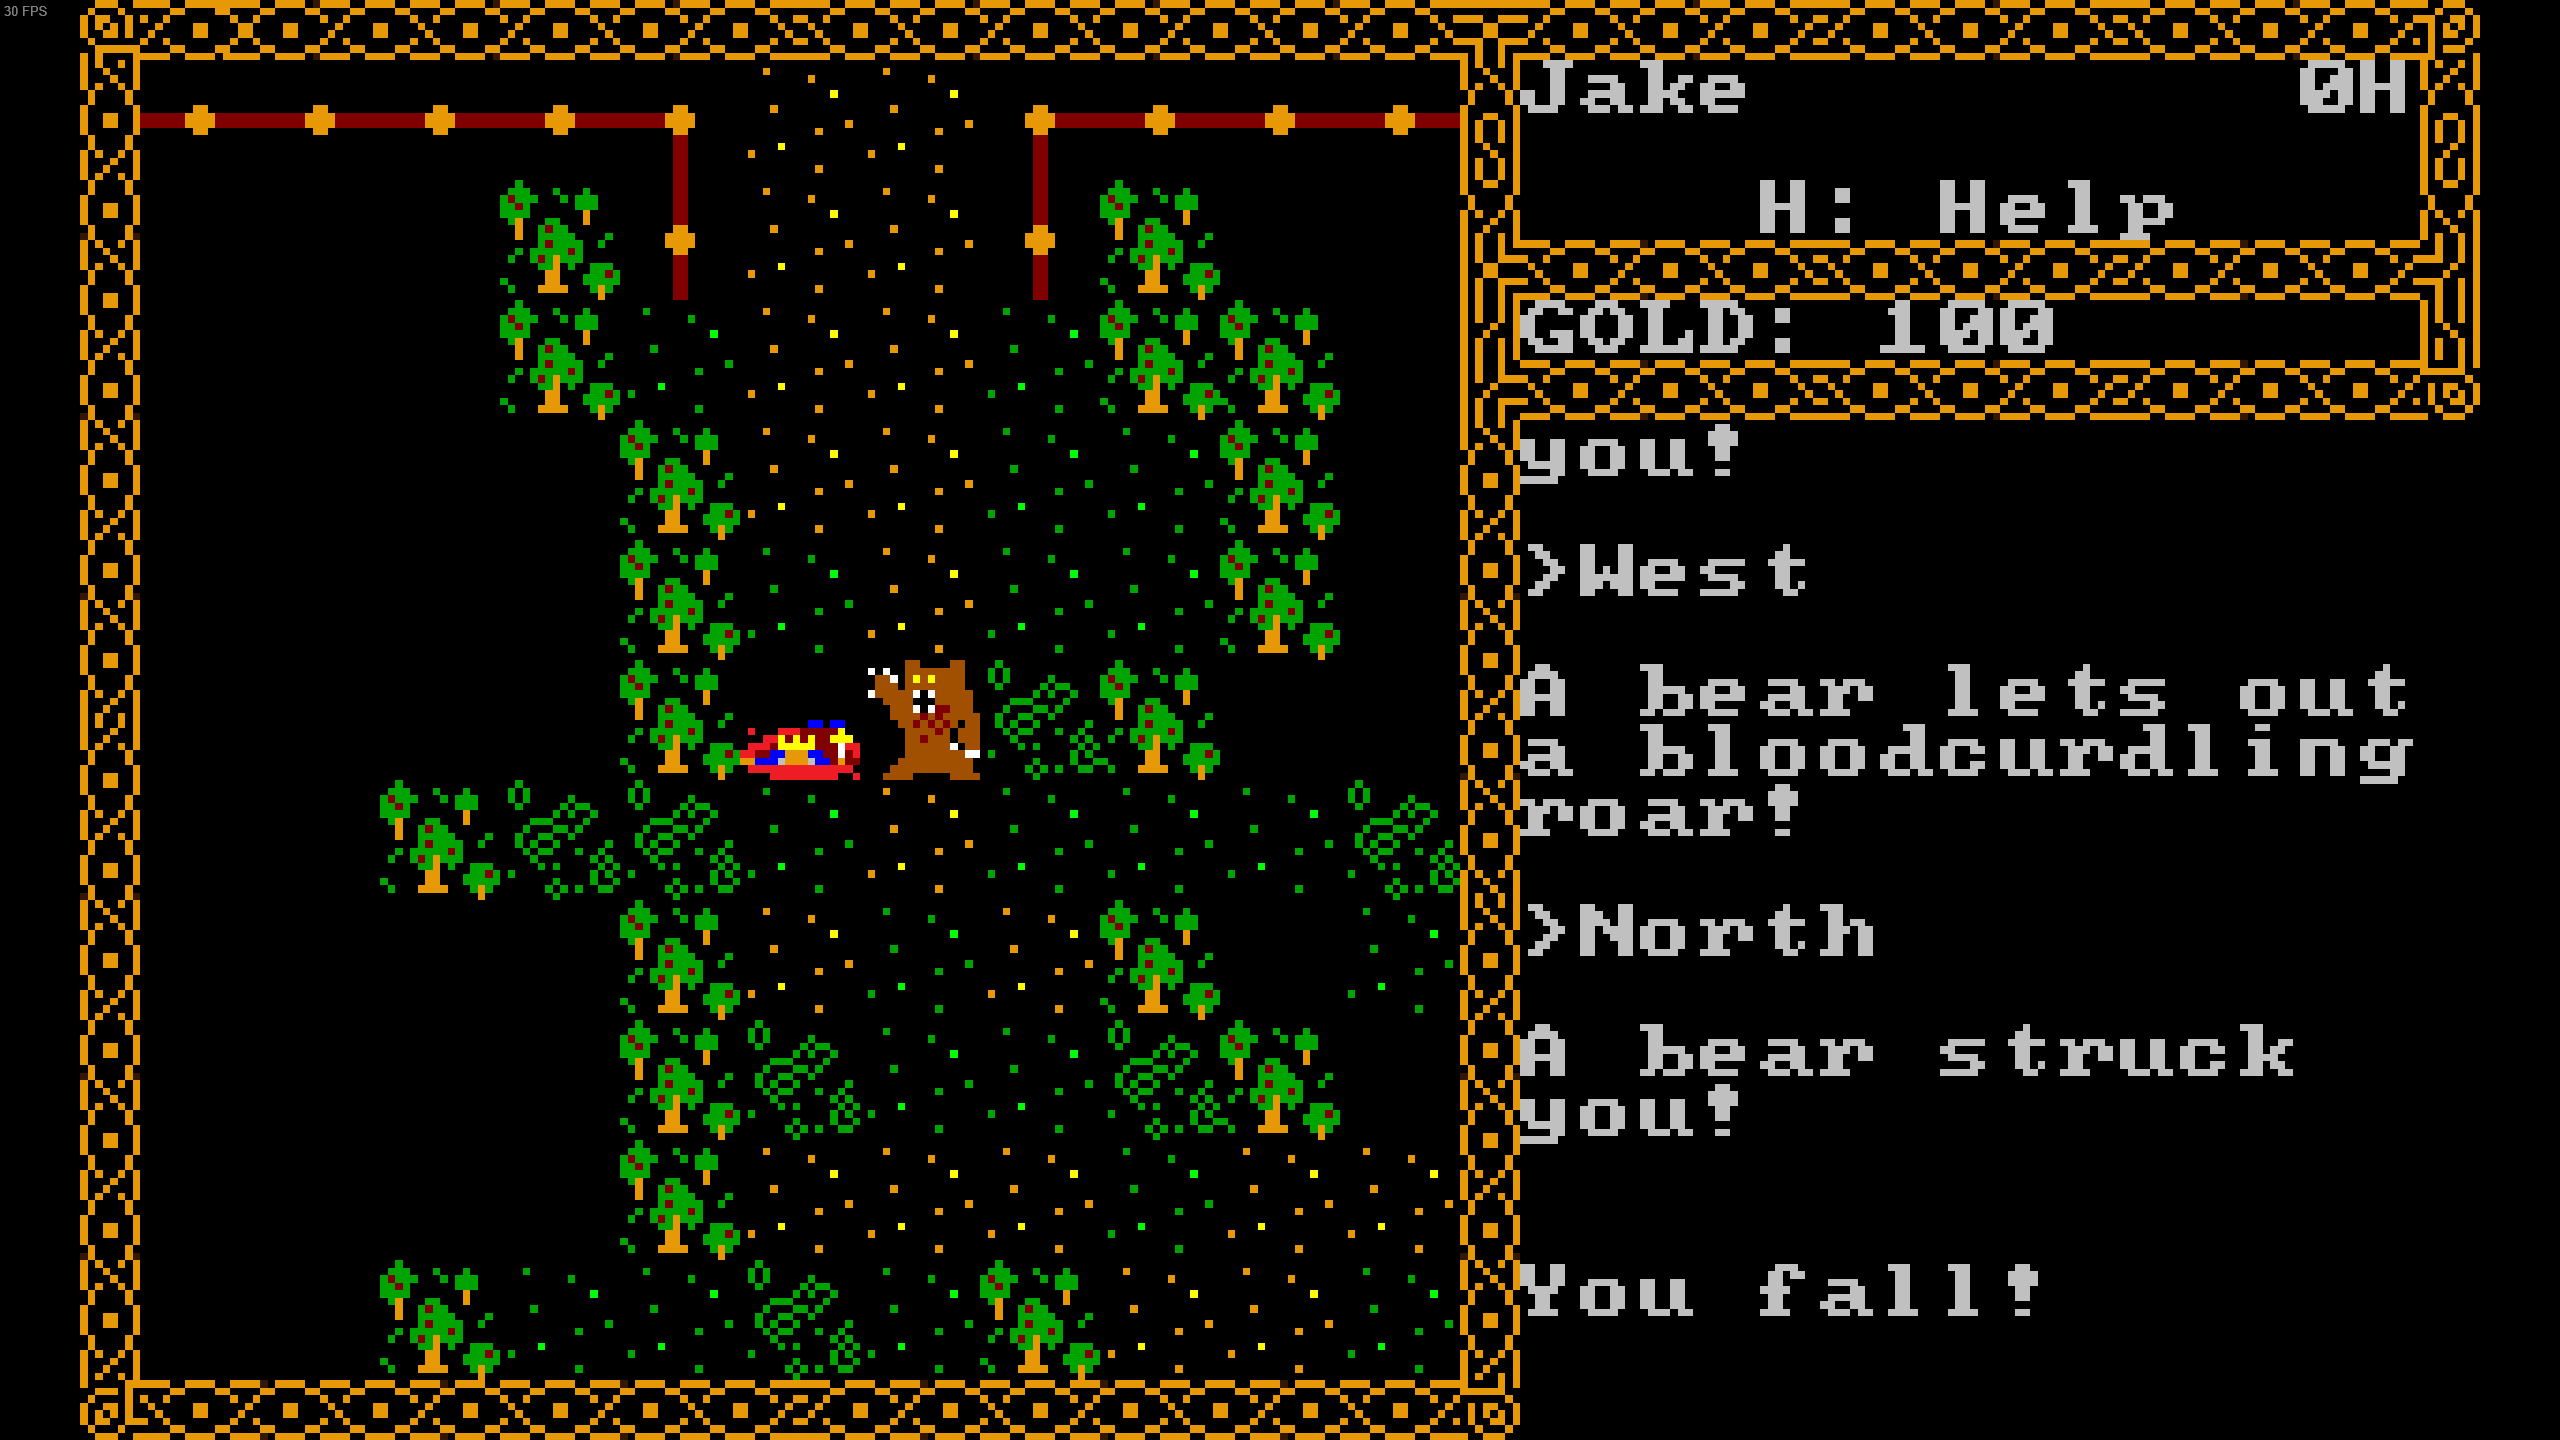 30 FPS
Jake 0H
H: Help
GOLD: 100
you!
>West
A bear lets out
a bloodcurdling
roar!
>North
A bear struck
you!
You fall!